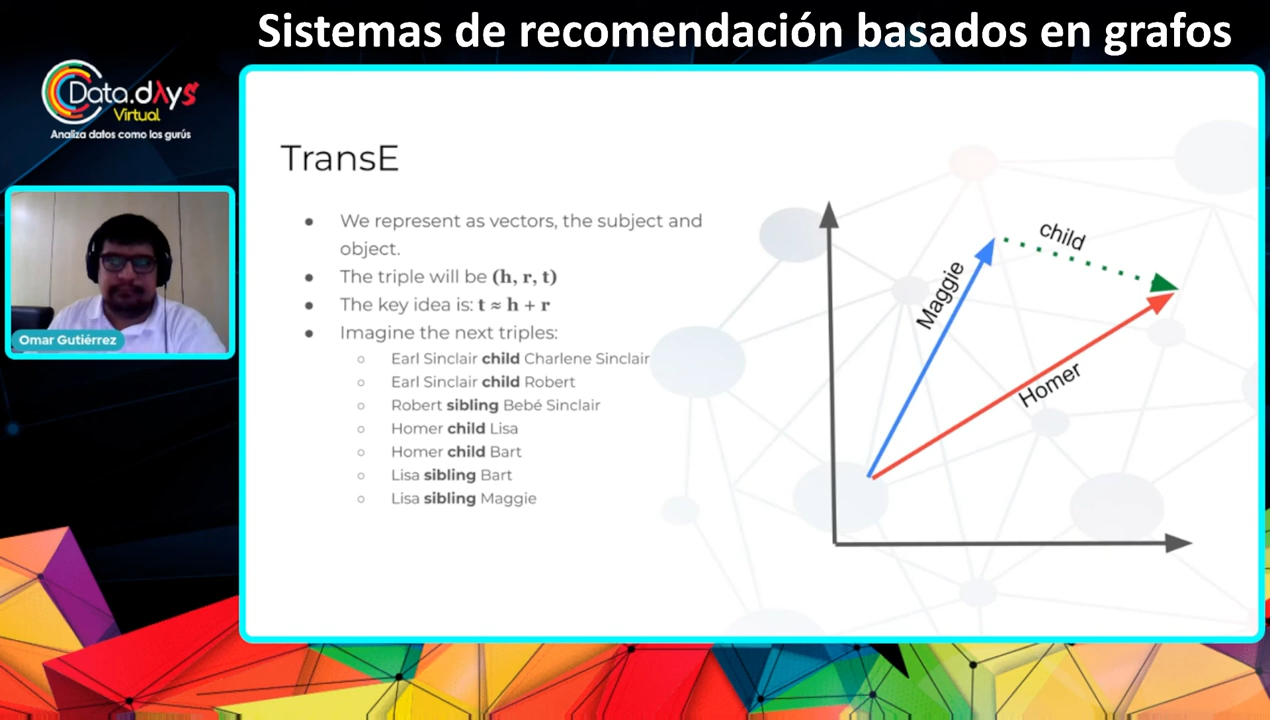 Sistemas de recomendación basados en grafos
Data.dλys
Virtual
Analiza datos como los gurús
Omar Gutiérrez
TransE
● We represent as vectors, the subject and
object.
● The triple will be (h, r, t)
● The key idea is: t ≈ h + r
● Imagine the next triples:
○ Earl Sinclair child Charlene Sinclair
○ Earl Sinclair child Robert
○ Robert sibling Bebé Sinclair
○ Homer child Lisa
○ Homer child Bart
○ Lisa sibling Bart
○ Lisa sibling Maggie
child
Maggie
Homer